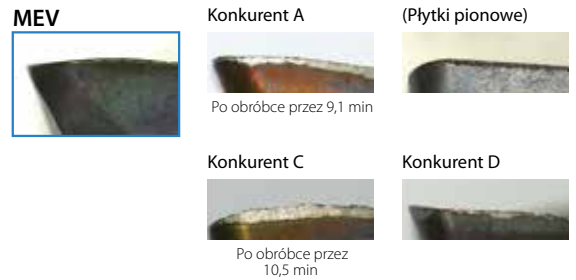 MEV
Konkurent A
(Płytki pionowe)
Po obróbce przez 9,1 min
Konkurent C
Konkurent D
Po obróbce przez
10,5 min